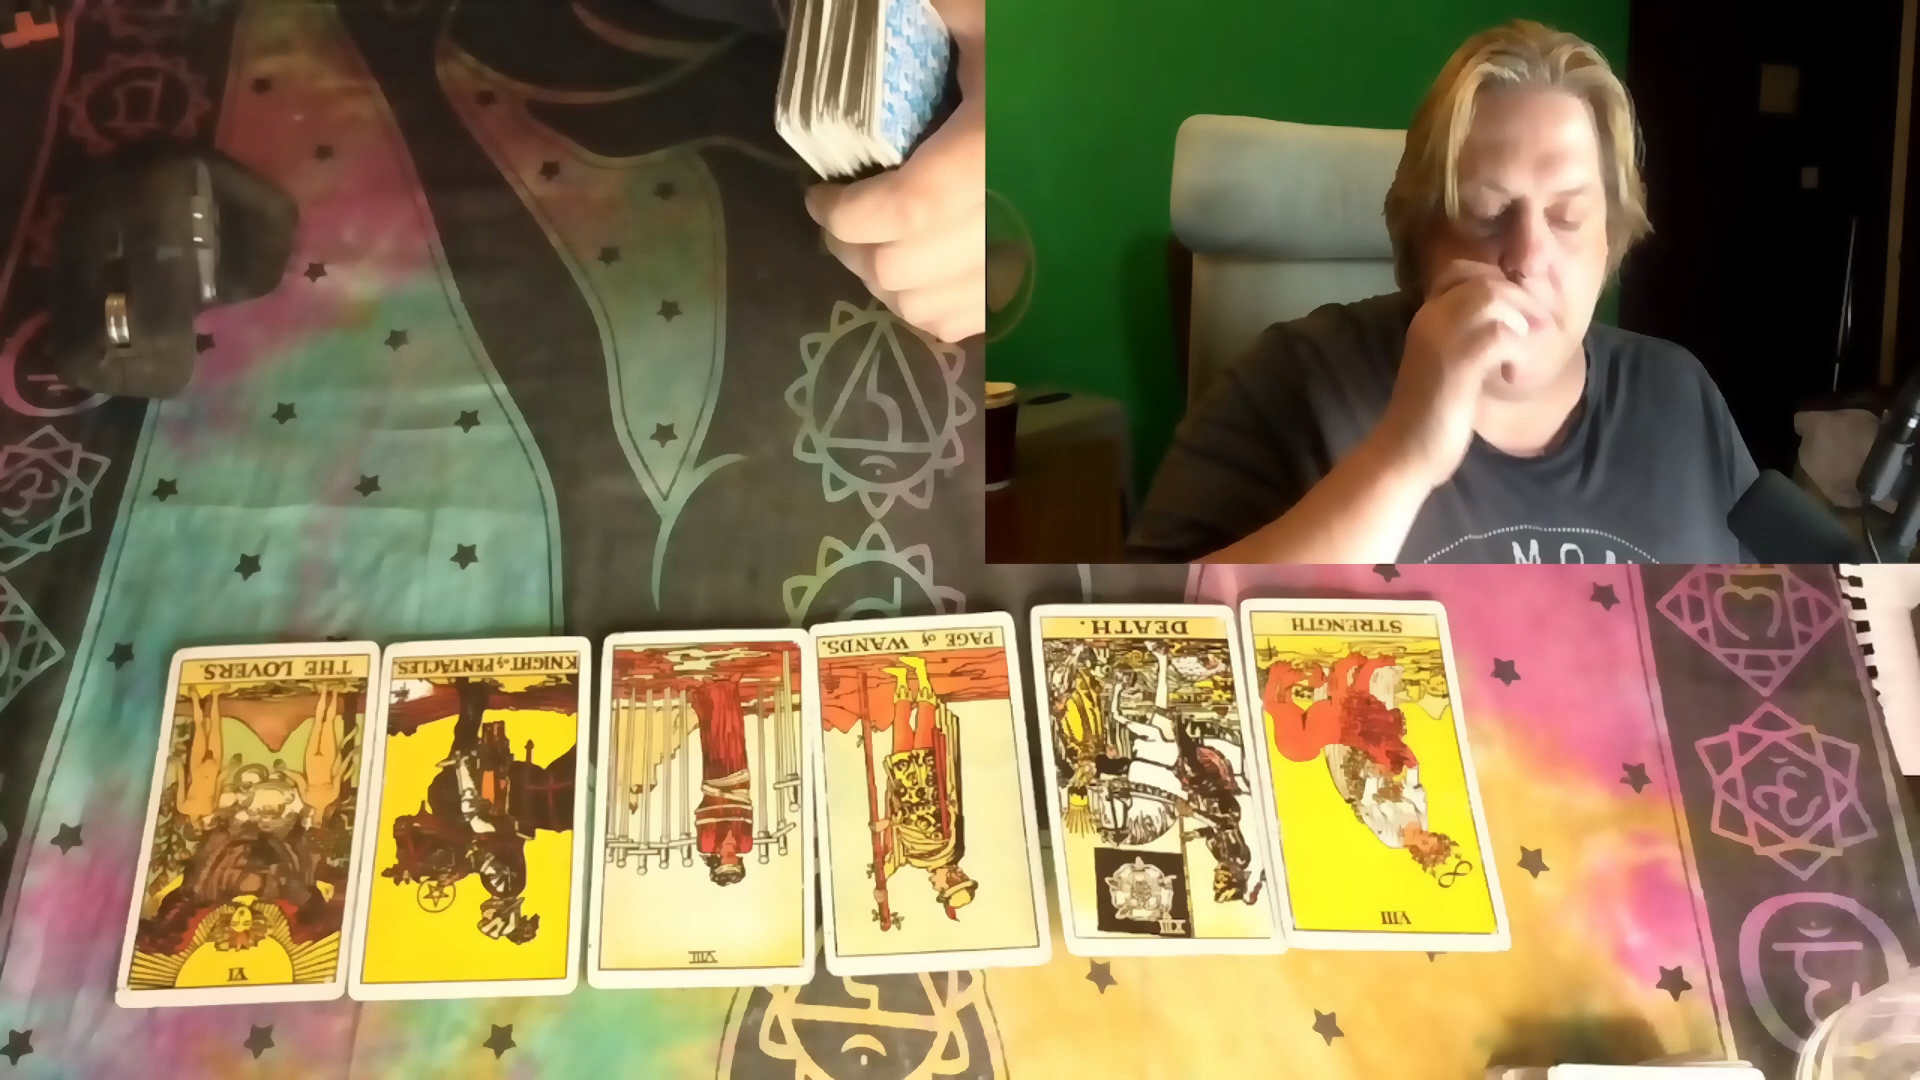 THE LOVERS.
KNIGHT of PENTACLES.
PAGE of WANDS.
DEATH.
STRENGTH.
VI
VIII
XIII
VIII